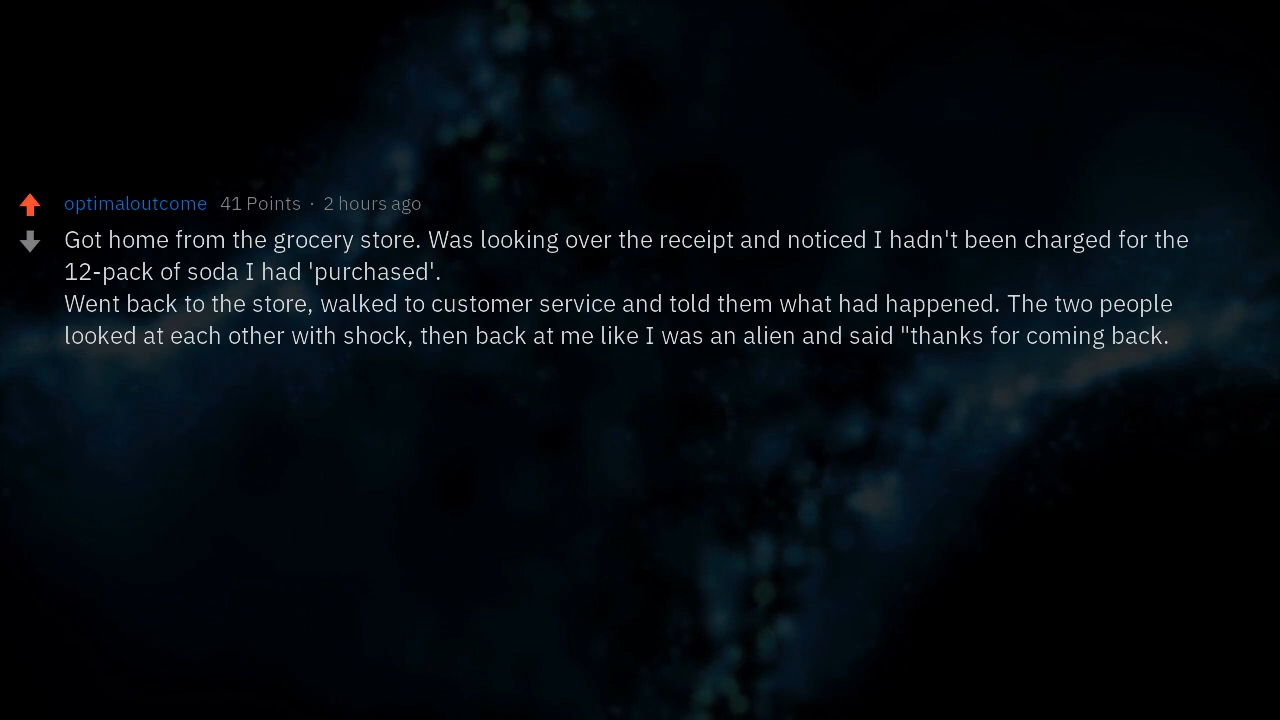 optimaloutcome 41 Points · 2 hours ago
Got home from the grocery store. Was looking over the receipt and noticed I hadn't been charged for the
12-pack of soda I had 'purchased'.
Went back to the store, walked to customer service and told them what had happened. The two people
looked at each other with shock, then back at me like I was an alien and said "thanks for coming back.